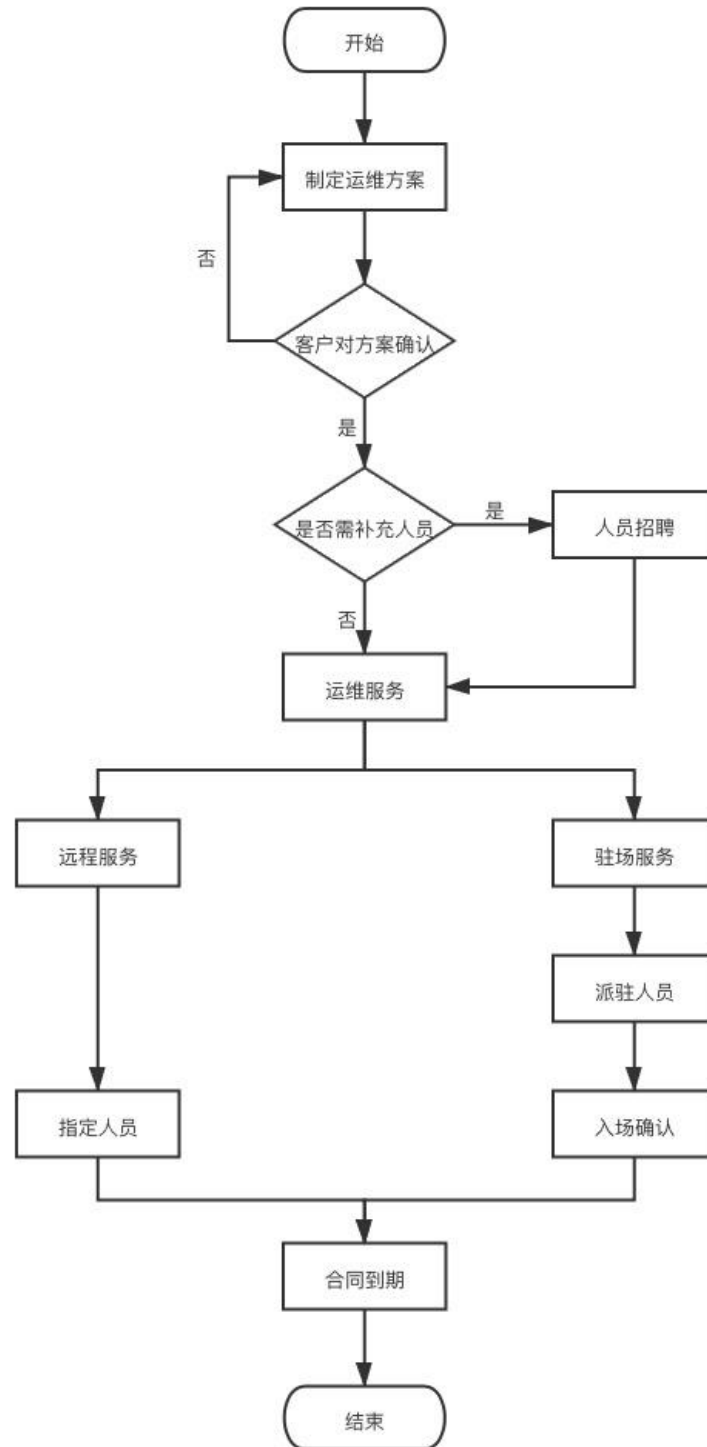 开始
制定运维方案
否
客户对方案确认
是
是否需补充人员
是
人员招聘
否
运维服务
远程服务
驻场服务
派驻人员
指定人员
入场确认
合同到期
结束